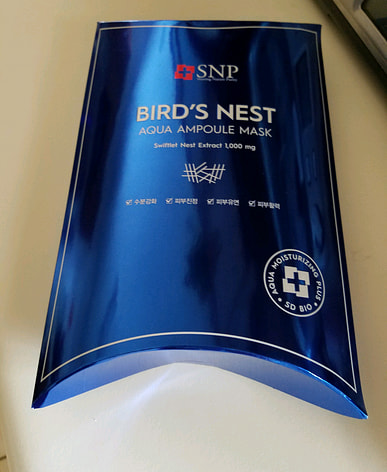 SNP
BIRD'S NEST
AQUA AMPOULE MASK
Swiftlet Nest Extract 1,000 mg
수분강화 피부진정 피부유연 피부활력
AQUA MOISTURIZING PLUS
SD BIO